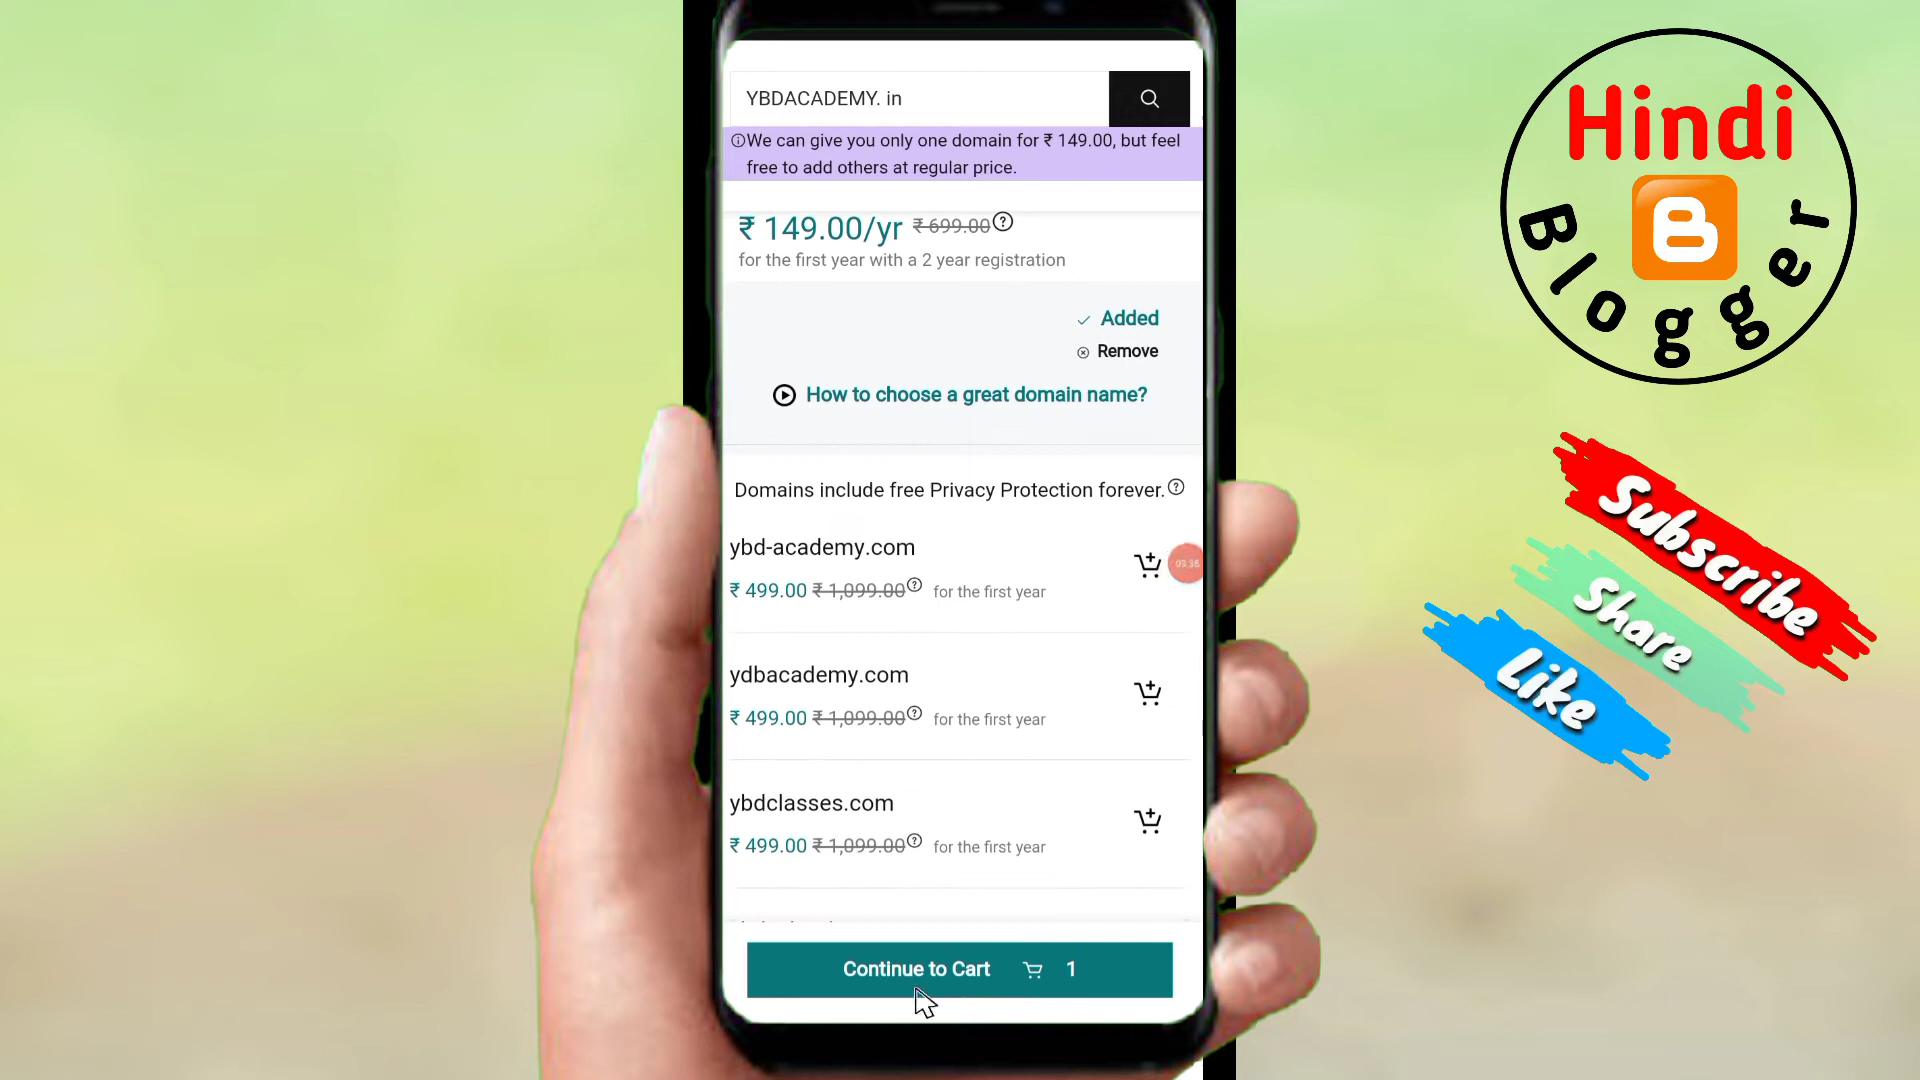 YBDACADEMY. in
We can give you only one domain for ₹ 149.00, but feel
free to add others at regular price.
₹ 149.00/yr ₹ 699.00
for the first year with a 2 year registration
Added
Remove
How to choose a great domain name?
Domains include free Privacy Protection forever.
ybd-academy.com
₹ 499.00 ₹ 1,099.00 for the first year
03:36
ydbacademy.com
₹ 499.00 ₹ 1,099.00 for the first year
ybdclasses.com
₹ 499.00 ₹ 1,099.00 for the first year
Continue to Cart 1
Hindi
B
Blogger
Subscribe
Share
Like